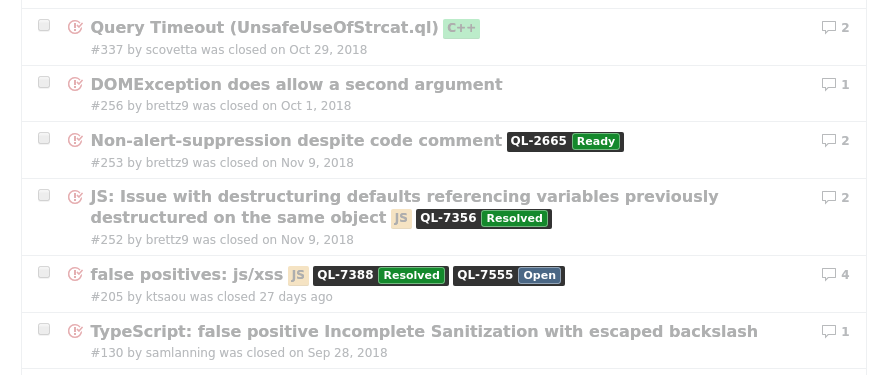 Query Timeout (UnsafeUseOfStrcat.ql) C++ 2
#337 by scovetta was closed on Oct 29, 2018
DOMException does allow a second argument 1
#256 by brettz9 was closed on Oct 1, 2018
Non-alert-suppression despite code comment QL-2665 Ready 2
#253 by brettz9 was closed on Nov 9, 2018
JS: Issue with destructuring defaults referencing variables previously 2
destructured on the same object JS QL-7356 Resolved
#252 by brettz9 was closed on Nov 9, 2018
false positives: js/xss JS QL-7388 Resolved QL-7555 Open 4
#205 by ktsaou was closed 27 days ago
TypeScript: false positive Incomplete Sanitization with escaped backslash 1
#130 by samlanning was closed on Sep 28, 2018